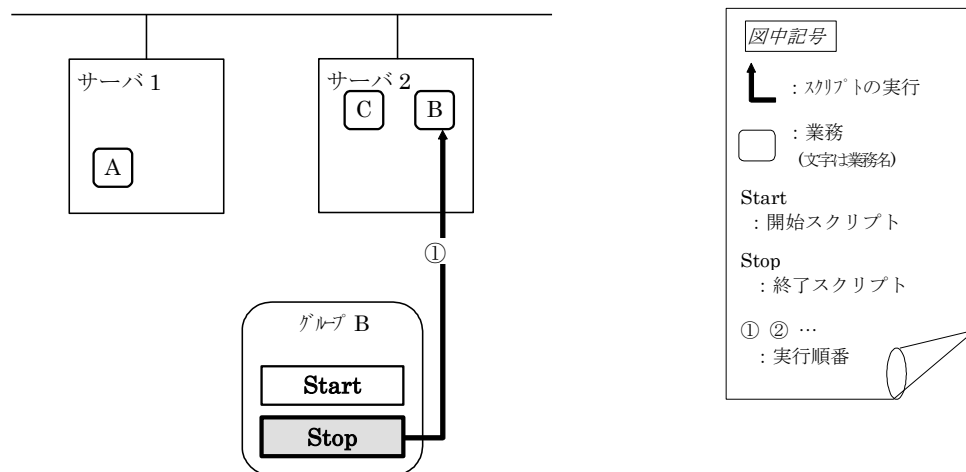 サーバ 1
A
サーバ 2
C
B
①
グループ B
Start
Stop
図中記号
：スクリプトの実行
：業務
(文字は業務名)
Start
：開始スクリプト
Stop
：終了スクリプト
① ② …
：実行順番